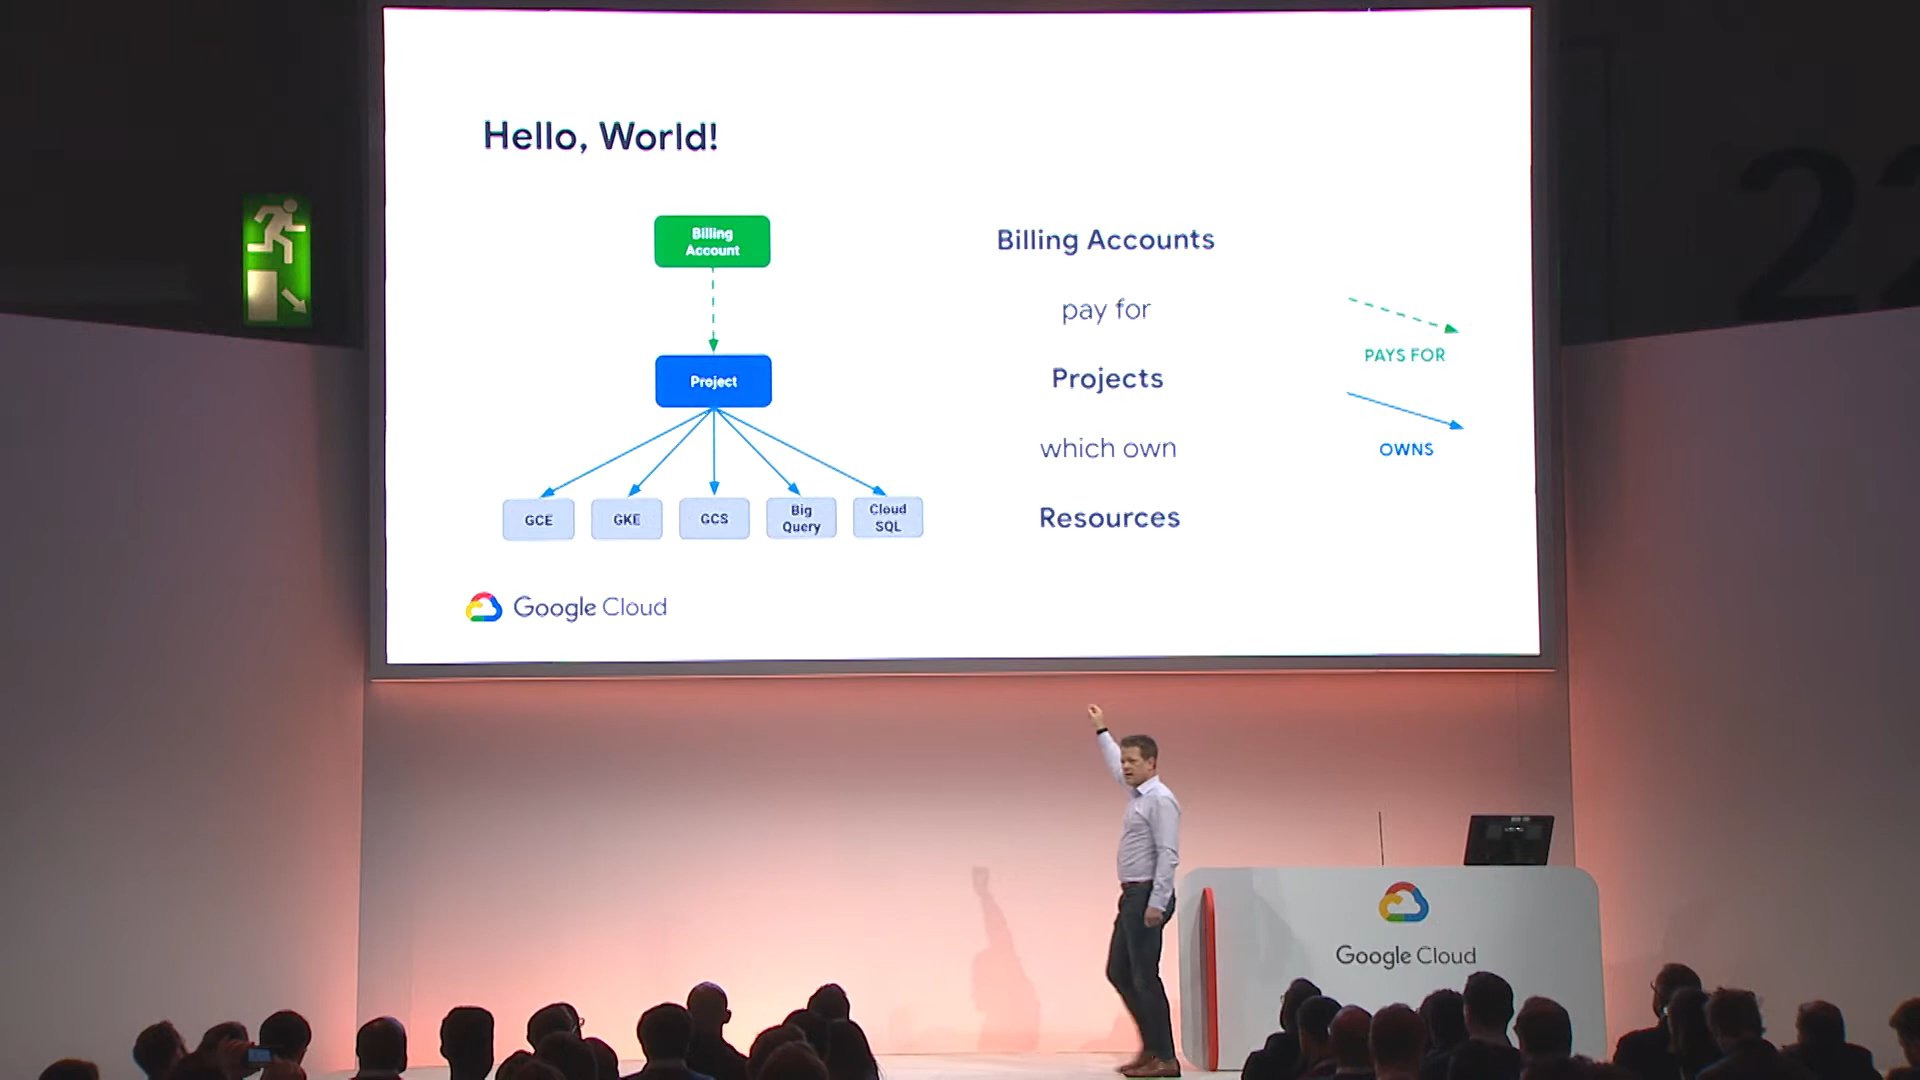 Hello, World!
Billing
Account
Project
GCE
GKE
GCS
Big
Query
Cloud
SQL
Billing Accounts
pay for
Projects
which own
Resources
PAYS FOR
OWNS
Google Cloud
22
Google Cloud